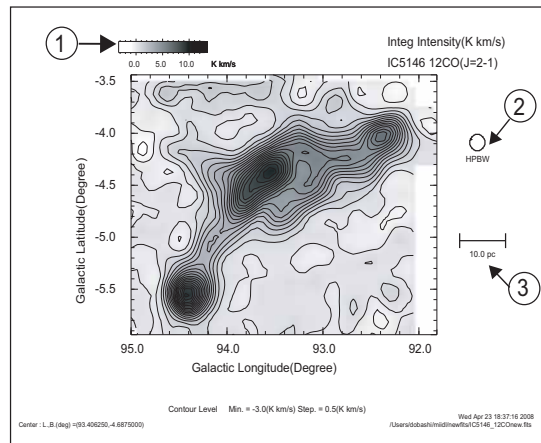 1
0.0 5.0 10.0 K km/s
Integ Intensity(K km/s)
IC5146 12CO(J=2-1)
2
HPBW
10.0 pc
3
-3.5
-4.0
-4.5
-5.0
-5.5
Galactic Latitude(Degree)
95.0 94.0 93.0 92.0
Galactic Longitude(Degree)
Contour Level Min. = -3.0(K km/s) Step. = 0.5(K km/s)
Center : L.,B.(deg) =(93.406250,-4.6875000)
Wed Apr 23 18:37:16 2008
/Users/dobashi/miidl/newfits/IC5146_12COnew.fits